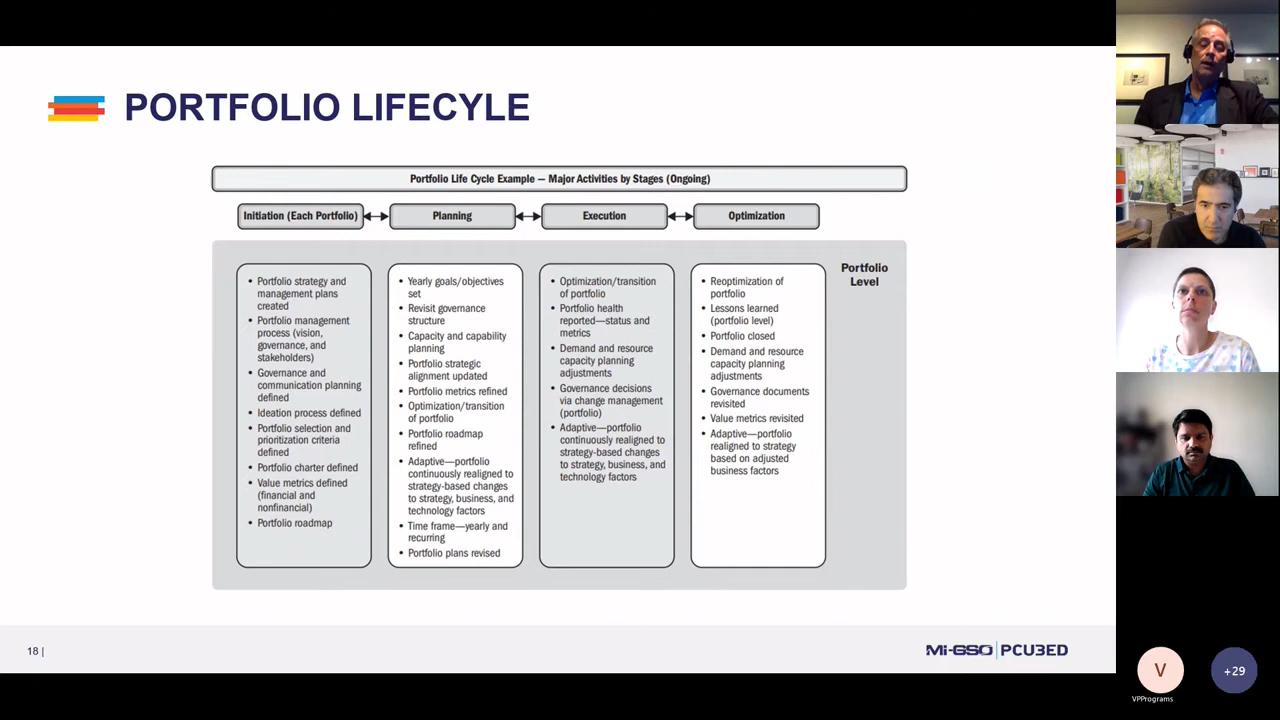 PORTFOLIO LIFECYLE
Portfolio Life Cycle Example — Major Activities by Stages (Ongoing)
Initiation (Each Portfolio)
Planning
Execution
Optimization
Portfolio
Level
• Portfolio strategy and
management plans
created
• Portfolio management
process (vision,
governance, and
stakeholders)
• Governance and
communication planning
defined
• Ideation process defined
• Portfolio selection and
prioritization criteria
defined
• Portfolio charter defined
• Value metrics defined
(financial and
nonfinancial)
• Portfolio roadmap
• Yearly goals/objectives
set
• Revisit governance
structure
• Capacity and capability
planning
• Portfolio strategic
alignment updated
• Portfolio metrics refined
• Optimization/transition
of portfolio
• Portfolio roadmap
refined
• Adaptive—portfolio
continuously realigned to
strategy-based changes
to strategy, business, and
technology factors
• Time frame—yearly and
recurring
• Portfolio plans revised
• Optimization/transition
of portfolio
• Portfolio health
reported—status and
metrics
• Demand and resource
capacity planning
adjustments
• Governance decisions
via change management
(portfolio)
• Adaptive—portfolio
continuously realigned to
strategy-based changes
to strategy, business, and
technology factors
• Reoptimization of
portfolio
• Lessons learned
(portfolio level)
• Portfolio closed
• Demand and resource
capacity planning
adjustments
• Governance documents
revisited
• Value metrics revisited
• Adaptive—portfolio
realigned to strategy
based on adjusted
business factors
18 |
Mi-GSO | PCUBED
V
VPPrograms
+29